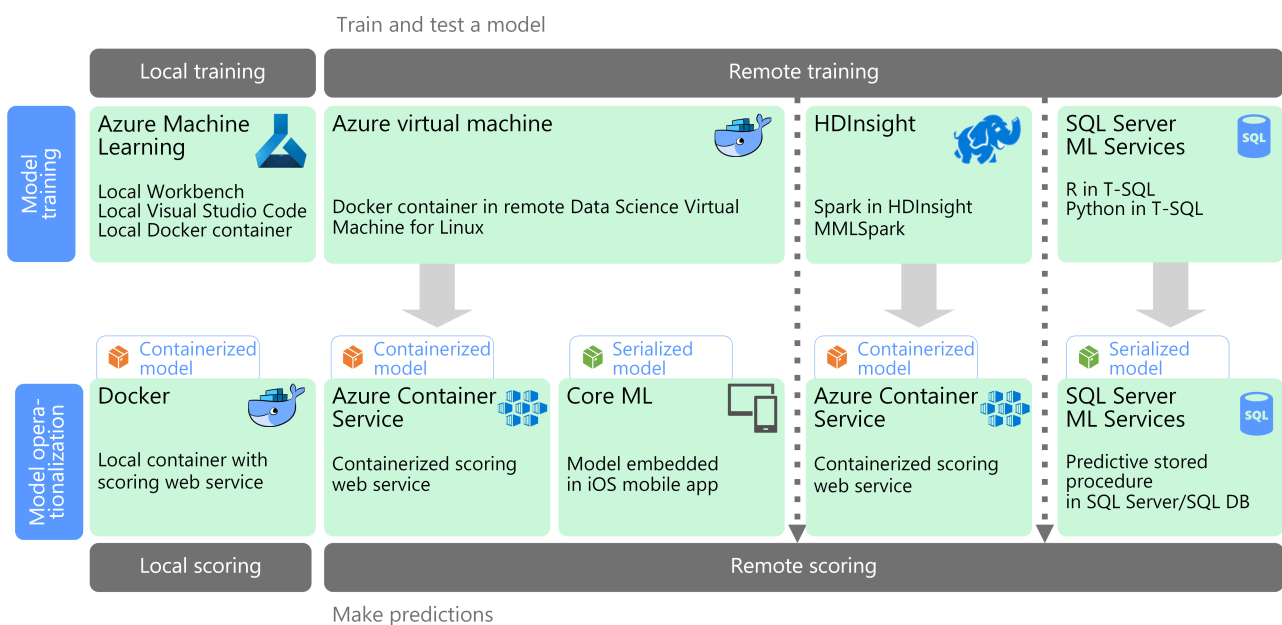 Train and test a model
Local training
Remote training
Model
training
Azure Machine
Learning
Local Workbench
Local Visual Studio Code
Local Docker container
Azure virtual machine
Docker container in remote Data Science Virtual
Machine for Linux
HDInsight
Spark in HDInsight
MMLSpark
SQL Server
ML Services
SQL
R in T-SQL
Python in T-SQL
Model opera-
tionalization
Containerized
model
Docker
Local container with
scoring web service
Containerized
model
Azure Container
Service
Containerized scoring
web service
Serialized
model
Core ML
Model embedded
in iOS mobile app
Containerized
model
Azure Container
Service
Containerized scoring
web service
Serialized
model
SQL Server
ML Services
SQL
Predictive stored
procedure
in SQL Server/SQL DB
Local scoring
Remote scoring
Make predictions